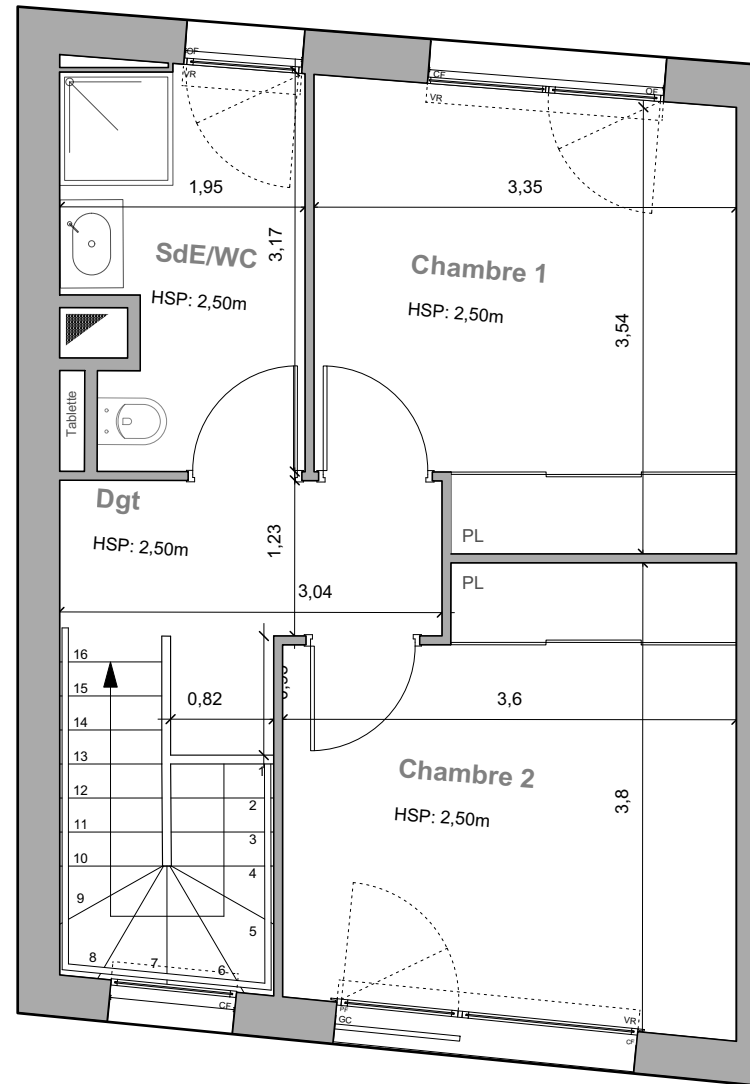 OF
VR
CF
OF
VR
1,95
3,35
3,17
SdE/WC
HSP: 2,50m
Chambre 1
HSP: 2,50m
3,54
Tablette
Dgt
HSP: 2,50m
1,23
PL
PL
3,04
16
15
14
13
12
11
10
9
8
7
6
5
4
3
2
1
0,82
3,6
Chambre 2
HSP: 2,50m
3,8
CF
PF
GC
VR
CF